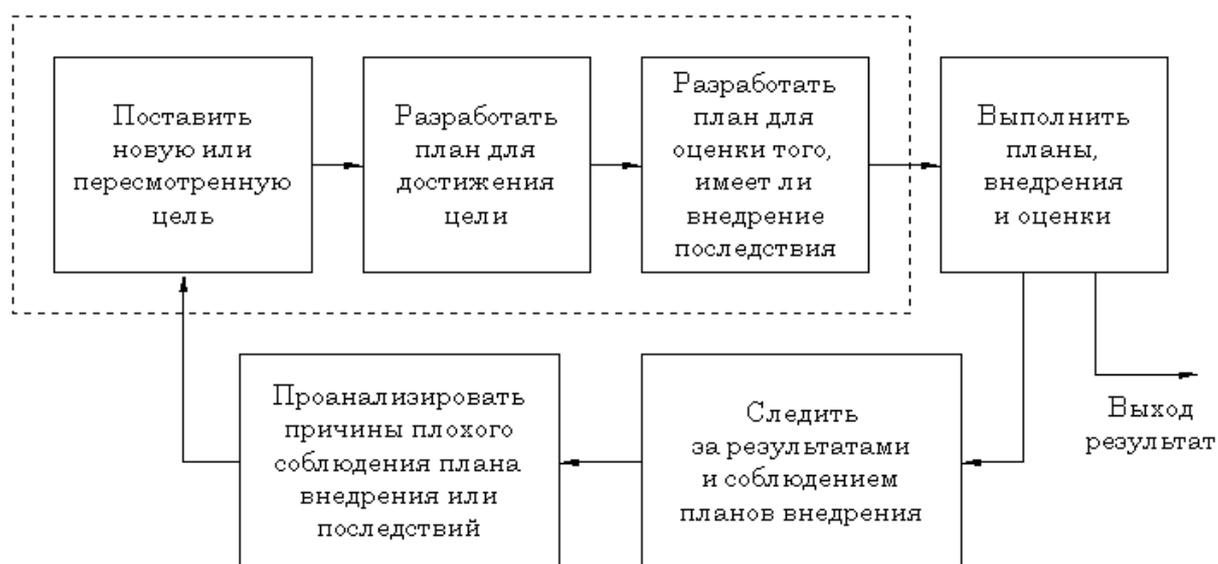 Поставить
новую или
пересмотренную
цель
Разработать
план для
достижения
цели
Разработать
план для
оценки того,
имеет ли
внедрение
последствия
Выполнить
планы,
внедрения
и оценки
Проанализировать
причины плохого
соблюдения плана
внедрения или
последствий
Следить
за результатами
и соблюдением
планов внедрения
Выход
результат